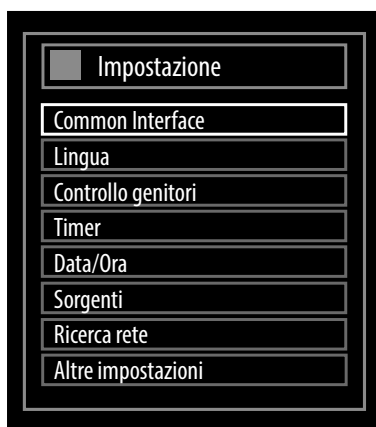 Impostazione
Common Interface
Lingua
Controllo genitori
Timer
Data/Ora
Sorgenti
Ricerca rete
Altre impostazioni